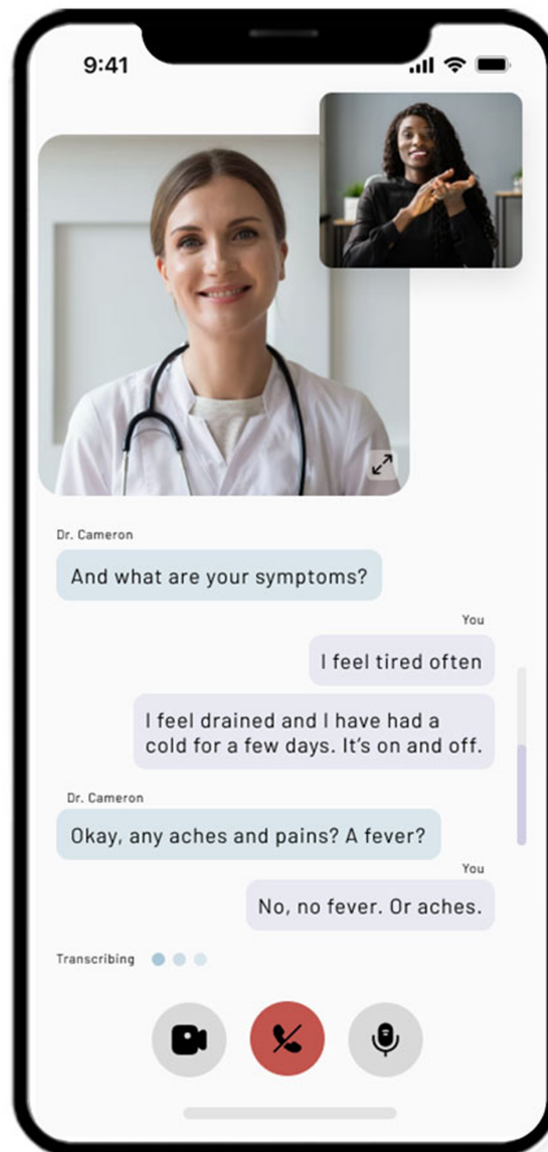 9:41
Dr. Cameron
And what are your symptoms?
You
I feel tired often
I feel drained and I have had a
cold for a few days. It’s on and off.
Dr. Cameron
Okay, any aches and pains? A fever?
You
No, no fever. Or aches.
Transcribing